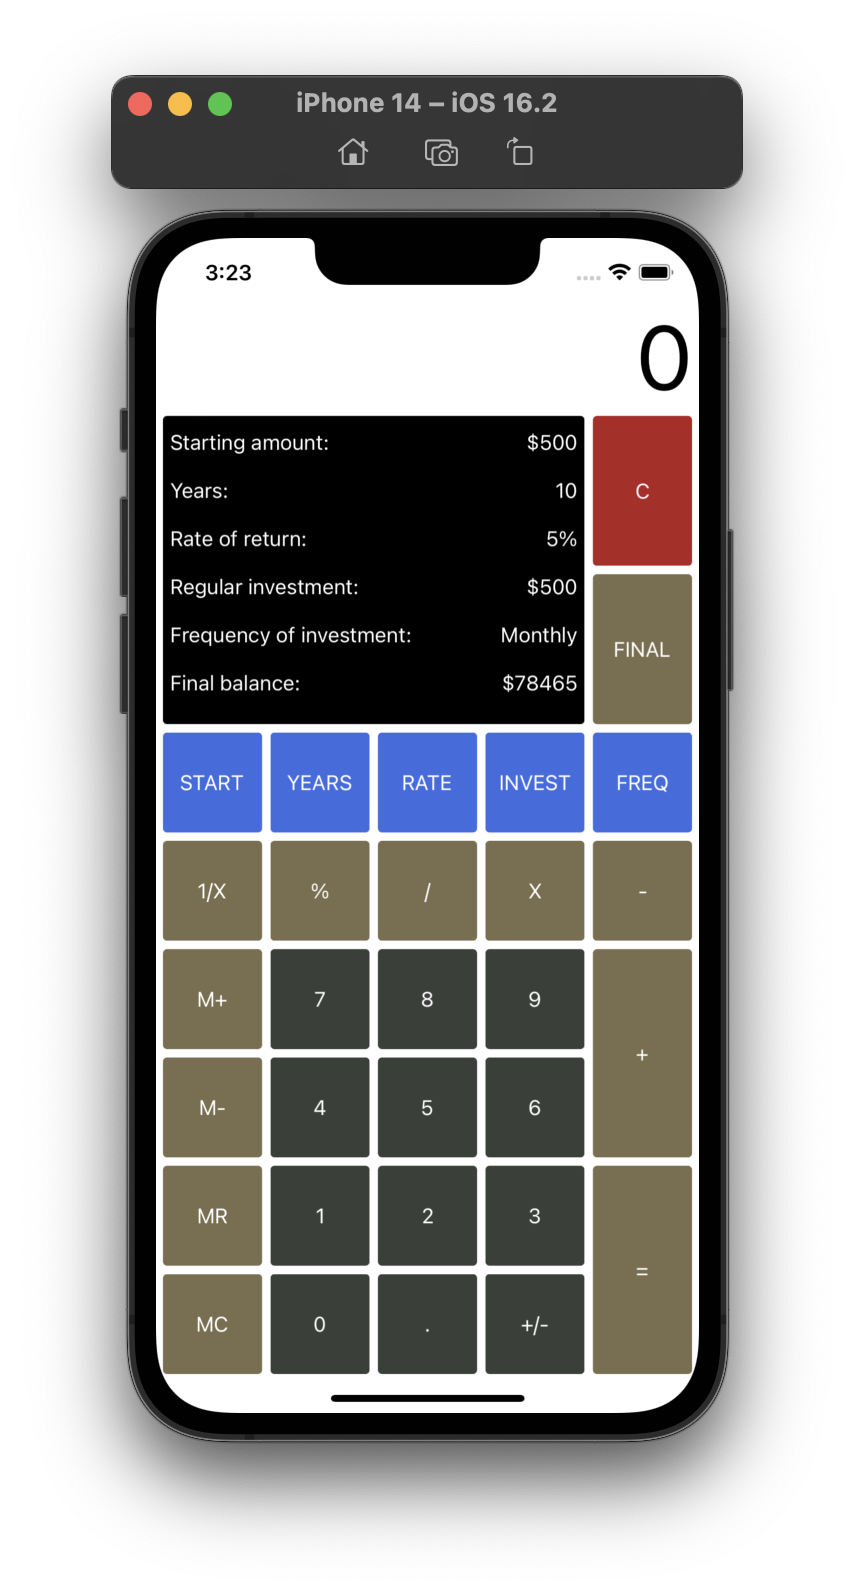 iPhone 14 – iOS 16.2
3:23
0
Starting amount: $500
Years: 10
Rate of return: 5%
Regular investment: $500
Frequency of investment: Monthly
Final balance: $78465
C
FINAL
START YEARS RATE INVEST FREQ
1/X % / X -
M+ 7 8 9
+
M- 4 5 6
MR 1 2 3
=
MC 0 . +/-